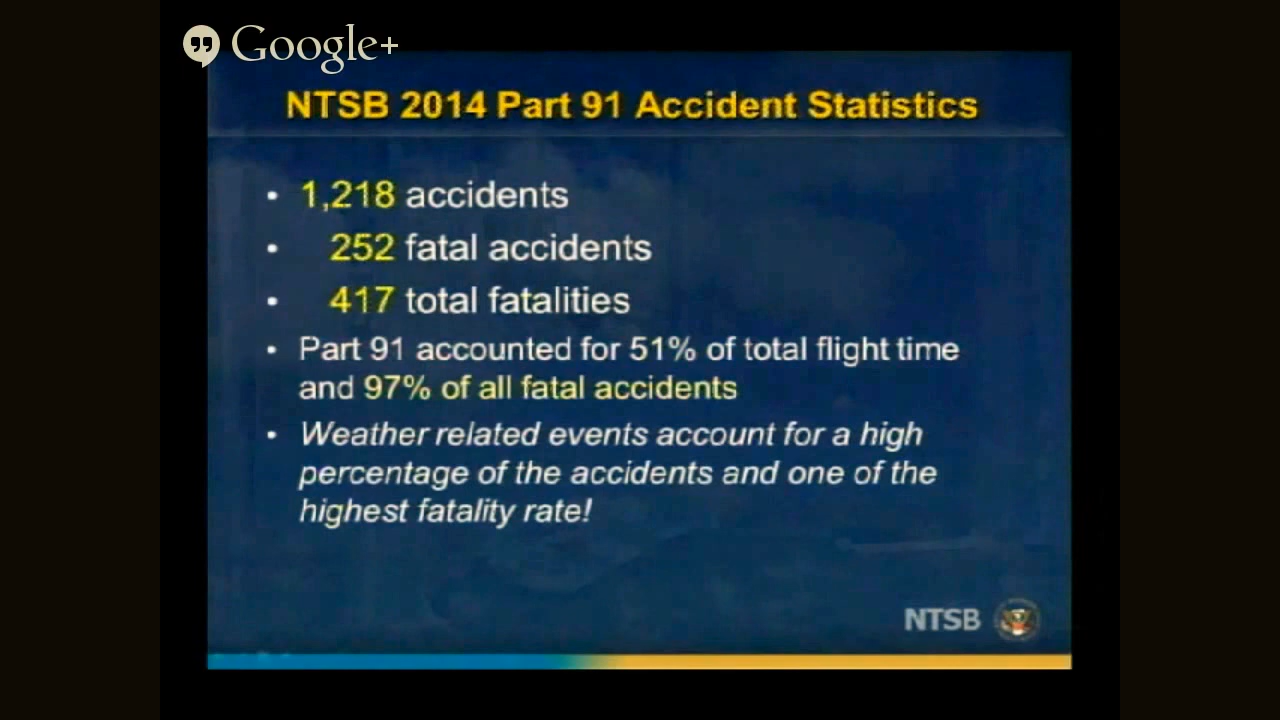 Google+
NTSB 2014 Part 91 Accident Statistics
• 1,218 accidents
• 252 fatal accidents
• 417 total fatalities
• Part 91 accounted for 51% of total flight time
and 97% of all fatal accidents
• Weather related events account for a high
percentage of the accidents and one of the
highest fatality rate!
NTSB